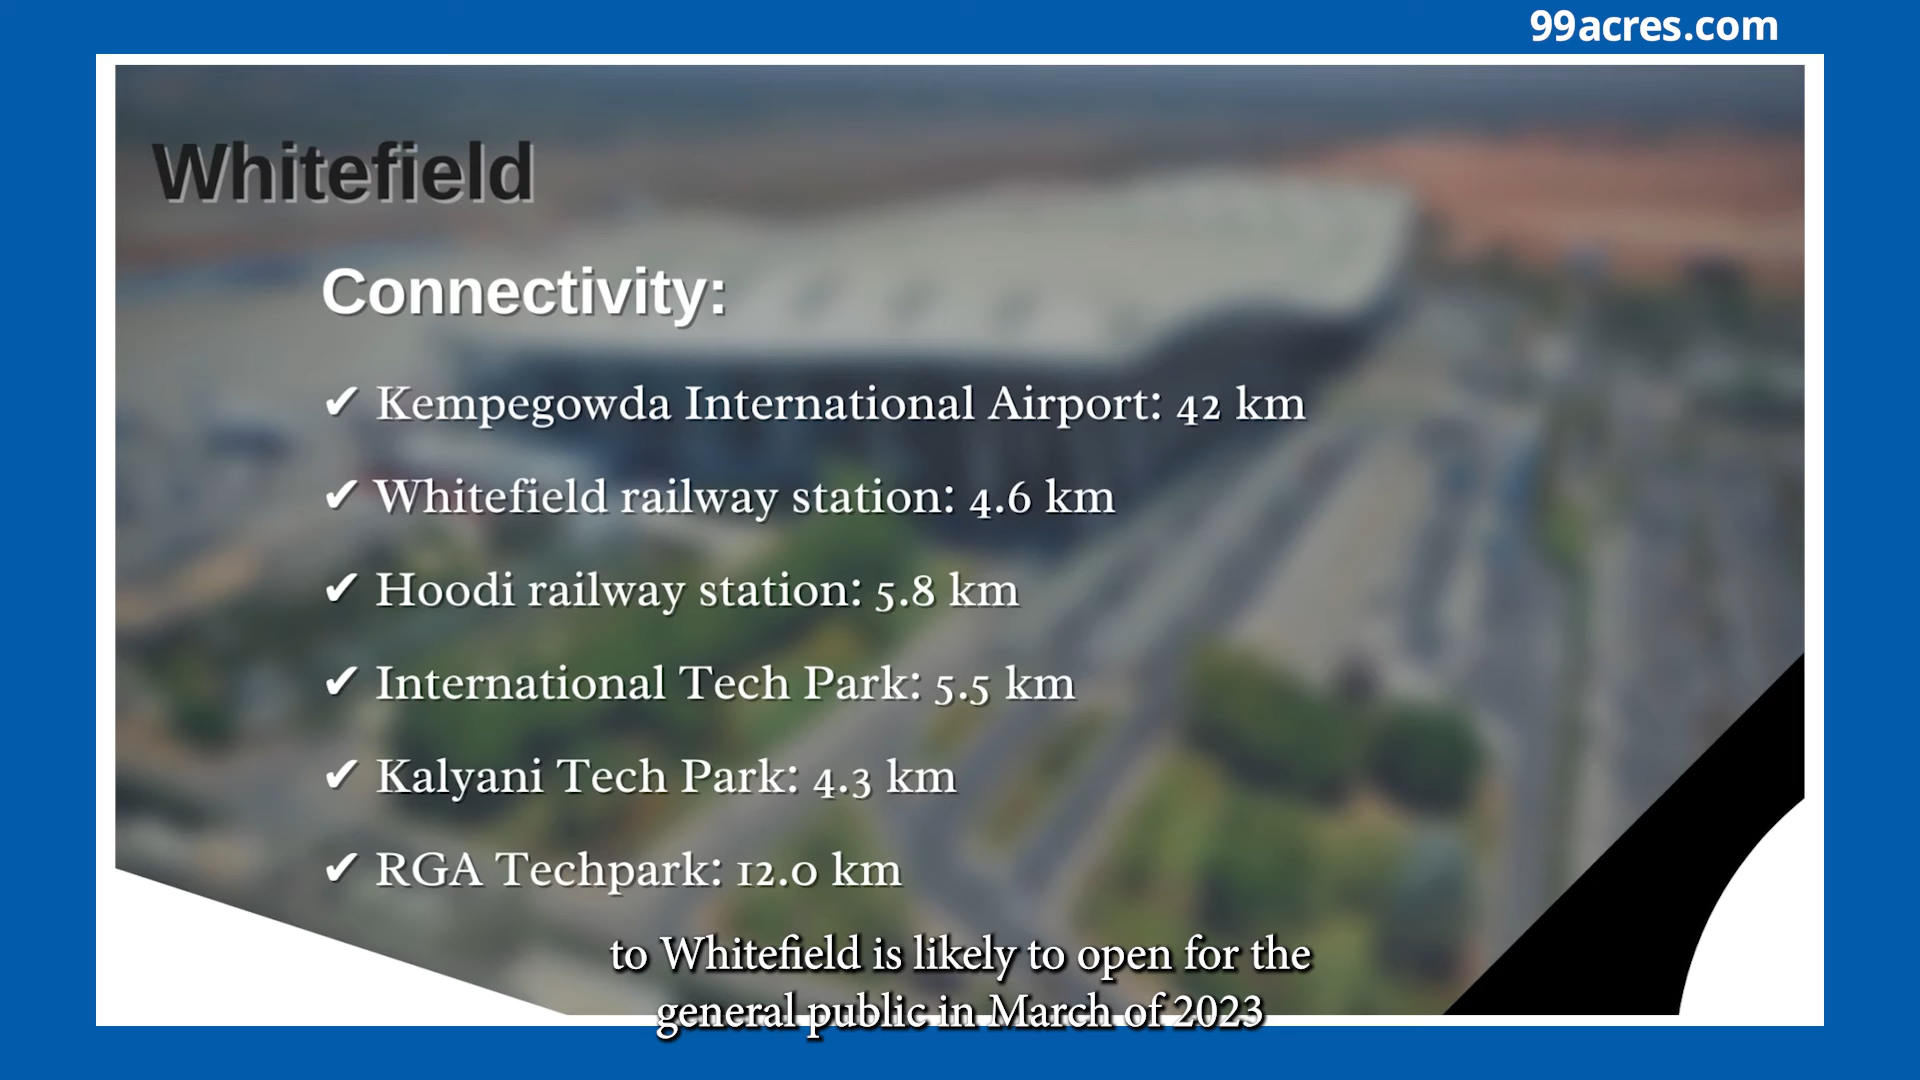 99acres.com
Whitefield
Connectivity:
✔ Kempegowda International Airport: 42 km
✔ Whitefield railway station: 4.6 km
✔ Hoodi railway station: 5.8 km
✔ International Tech Park: 5.5 km
✔ Kalyani Tech Park: 4.3 km
✔ RGA Techpark: 12.0 km
to Whitefield is likely to open for the
general public in March of 2023